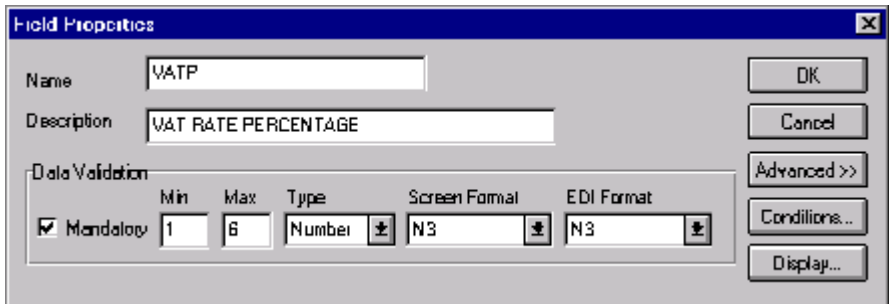 Field Properties
Name VATP OK
Description VAT RATE PERCENTAGE Cancel
Data Validation Advanced >>
Min Max Type Screen Format EDI Format
Mandatory 1 6 Number N3 N3 Conditions...
Display...